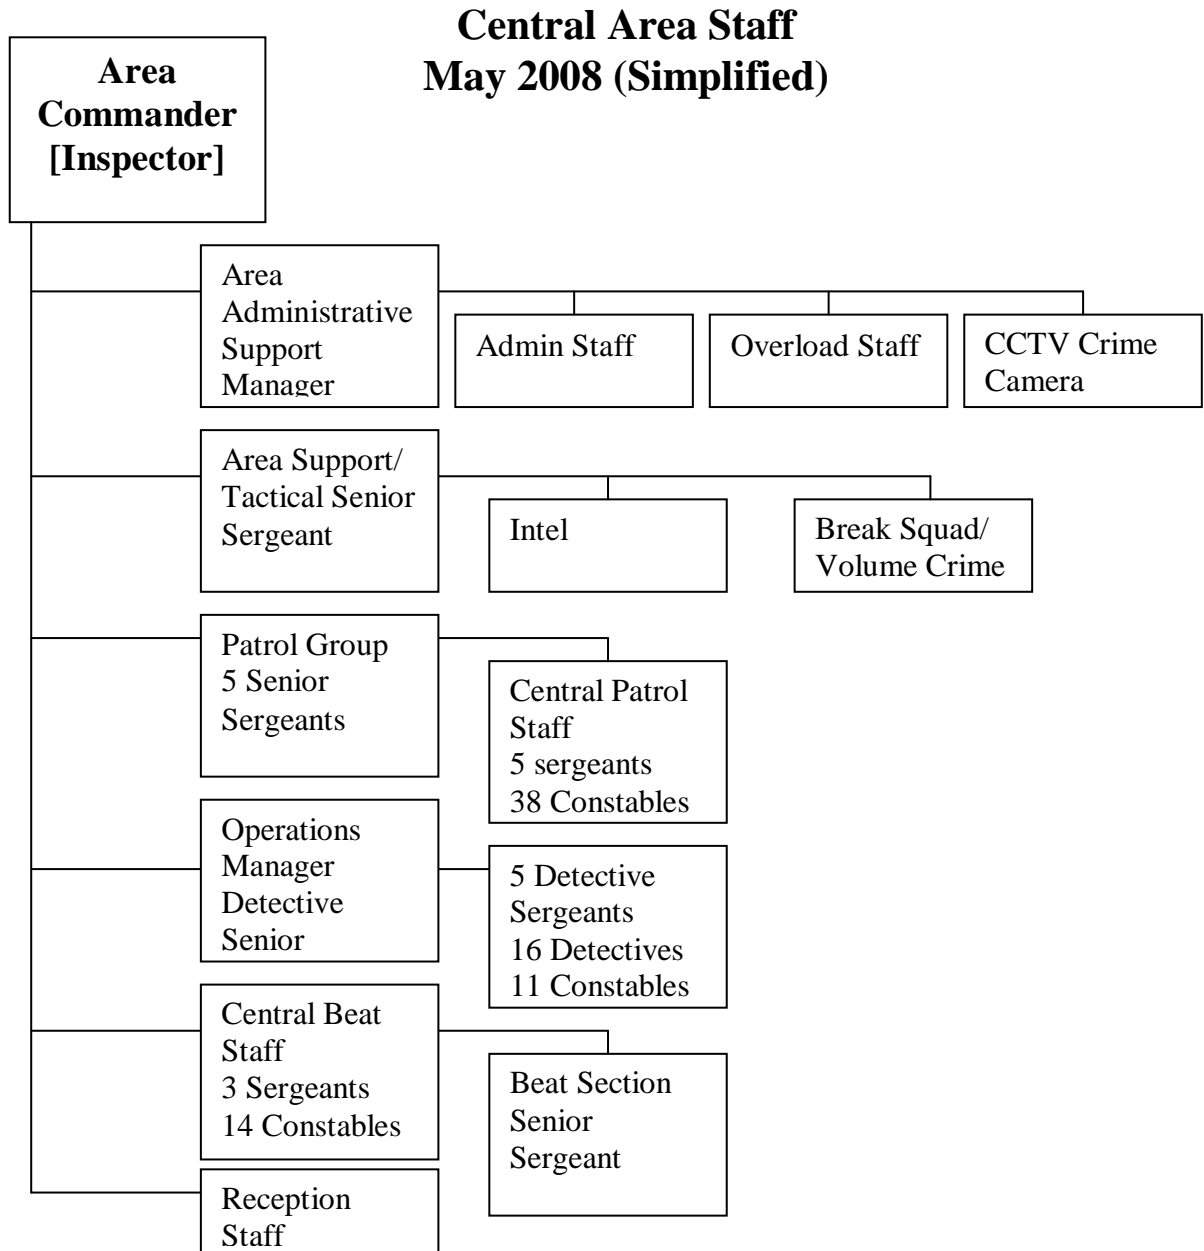 Central Area Staff
May 2008 (Simplified)
Area
Commander
[Inspector]
Area
Administrative
Support
Manager
Admin Staff
Overload Staff
CCTV Crime
Camera
Area Support/
Tactical Senior
Sergeant
Intel
Break Squad/
Volume Crime
Patrol Group
5 Senior
Sergeants
Central Patrol
Staff
5 sergeants
38 Constables
Operations
Manager
Detective
Senior
5 Detective
Sergeants
16 Detectives
11 Constables
Central Beat
Staff
3 Sergeants
14 Constables
Beat Section
Senior
Sergeant
Reception
Staff